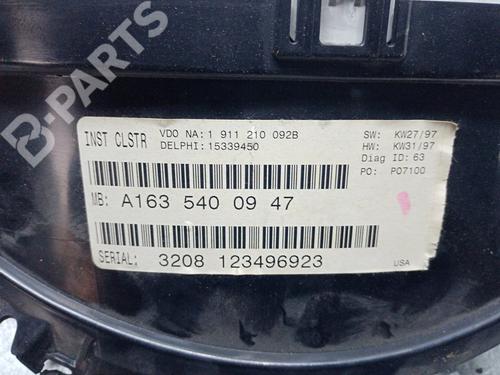 B-PARTS
INST CLSTR
VDO NA: 1 911 210 092B
DELPHI: 15339450
SW: KW27/97
HW: KW31/97
Diag ID: 63
PO: P07100
MB: A163 540 09 47
SERIAL: 3208 123496923
USA